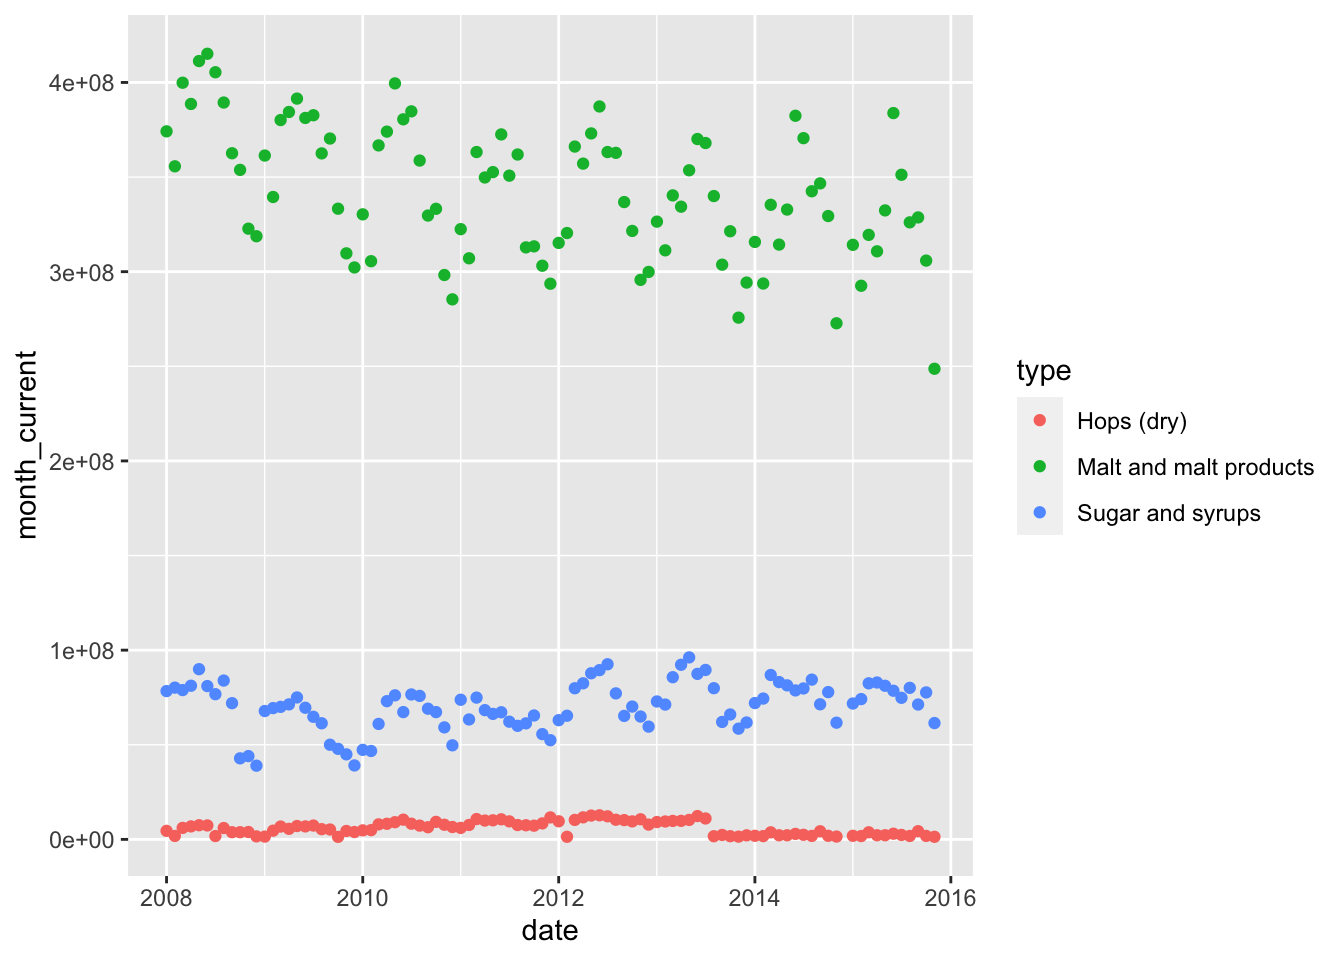 4e+08
3e+08
2e+08
1e+08
0e+00
month_current
2008
2010
2012
2014
2016
date
type
Hops (dry)
Malt and malt products
Sugar and syrups